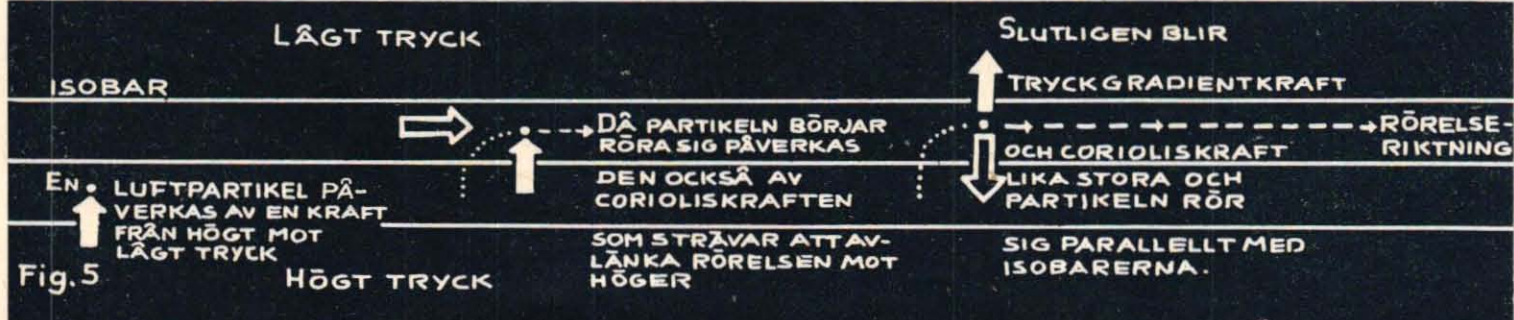 LÅGT TRYCK
ISOBAR
EN LUFTPARTIKEL PÅ-
VERKAS AV EN KRAFT
FRÅN HÖGT MOT
LÅGT TRYCK
Fig.5
HÖGT TRYCK
DÅ PARTIKELN BÖRJAR
RÖRA SIG PÅVERKAS
DEN OCKSÅ AV
CORIOLISKRAFTEN
SOM STRÄVAR ATT AV-
LÄNKA RÖRELSEN MOT
HÖGER
SLUTLIGEN BLIR
TRYCKGRADIENTKRAFT
RÖRELSE-
RIKTNING
OCH CORIOLISKRAFT
LIKA STORA OCH
PARTIKELN RÖR
SIG PARALLELLT MED
ISOBARERNA.